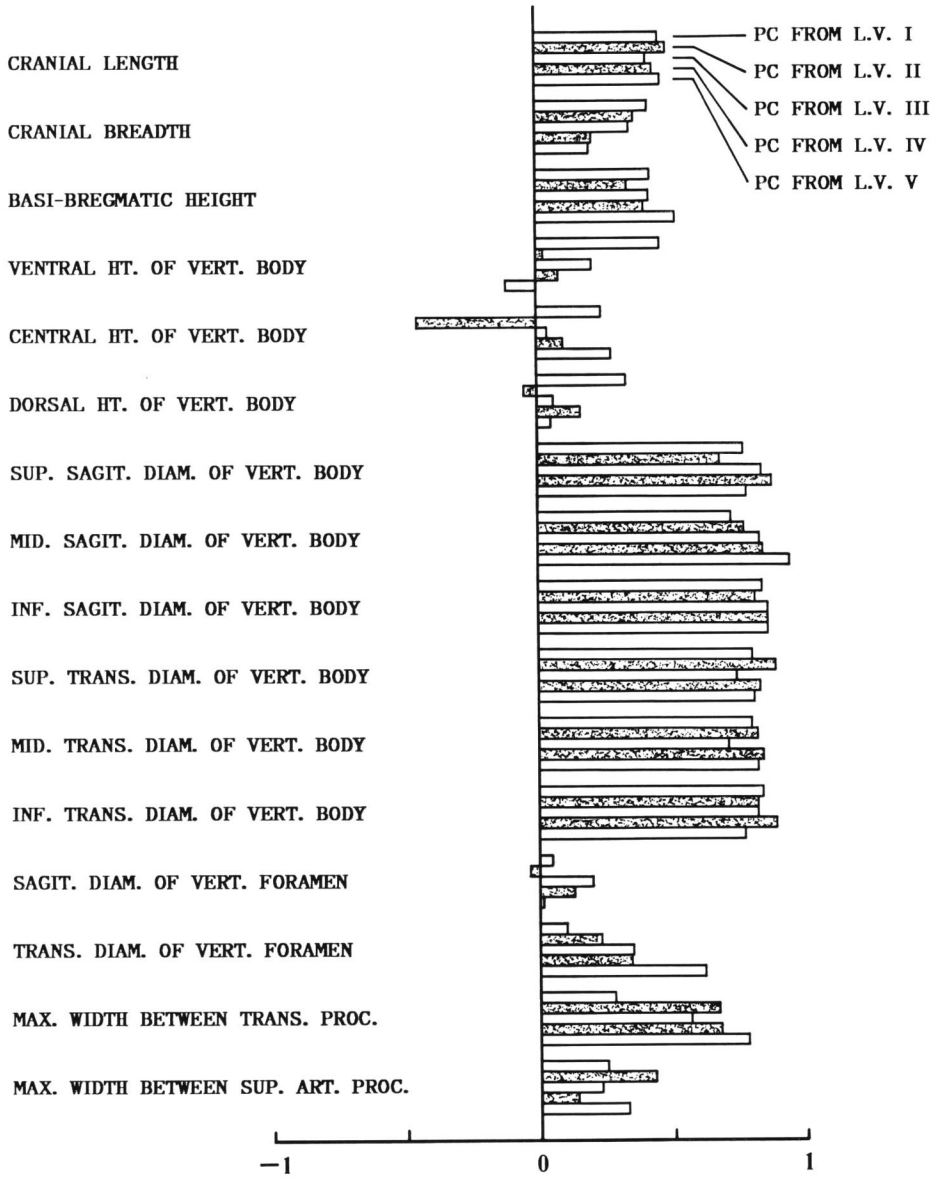 PC FROM L.V. I
CRANIAL LENGTH
PC FROM L.V. II
PC FROM L.V. III
CRANIAL BREADTH
PC FROM L.V. IV
PC FROM L.V. V
BASI-BREGMATIC HEIGHT
VENTRAL HT. OF VERT. BODY
CENTRAL HT. OF VERT. BODY
DORSAL HT. OF VERT. BODY
SUP. SAGIT. DIAM. OF VERT. BODY
MID. SAGIT. DIAM. OF VERT. BODY
INF. SAGIT. DIAM. OF VERT. BODY
SUP. TRANS. DIAM. OF VERT. BODY
MID. TRANS. DIAM. OF VERT. BODY
INF. TRANS. DIAM. OF VERT. BODY
SAGIT. DIAM. OF VERT. FORAMEN
TRANS. DIAM. OF VERT. FORAMEN
MAX. WIDTH BETWEEN TRANS. PROC.
MAX. WIDTH BETWEEN SUP. ART. PROC.
−1 0 1